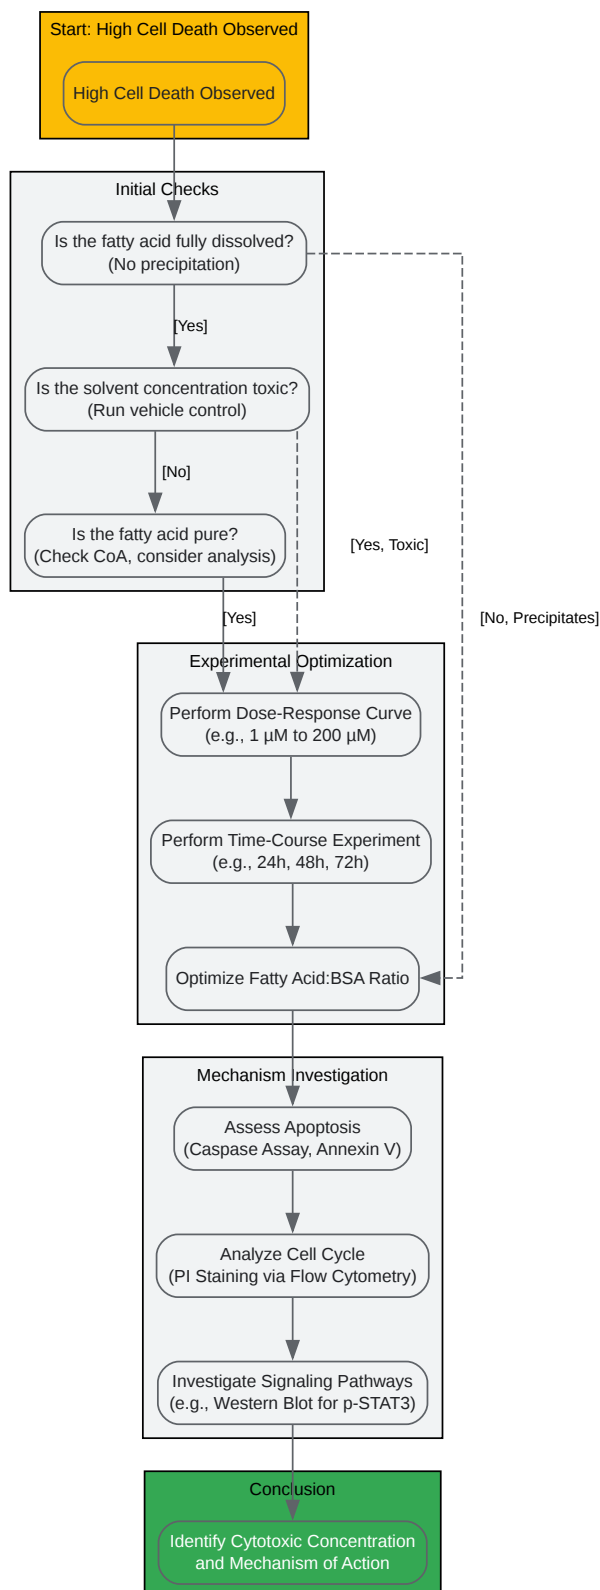 Start: High Cell Death Observed
High Cell Death Observed
Initial Checks
Is the fatty acid fully dissolved?
(No precipitation)
[Yes]
Is the solvent concentration toxic?
(Run vehicle control)
[No]
Is the fatty acid pure?
(Check CoA, consider analysis)
[Yes, Toxic]
[Yes]
[No, Precipitates]
Experimental Optimization
Perform Dose-Response Curve
(e.g., 1 µM to 200 µM)
Perform Time-Course Experiment
(e.g., 24h, 48h, 72h)
Optimize Fatty Acid:BSA Ratio
Mechanism Investigation
Assess Apoptosis
(Caspase Assay, Annexin V)
Analyze Cell Cycle
(PI Staining via Flow Cytometry)
Investigate Signaling Pathways
(e.g., Western Blot for p-STAT3)
Conclusion
Identify Cytotoxic Concentration
and Mechanism of Action